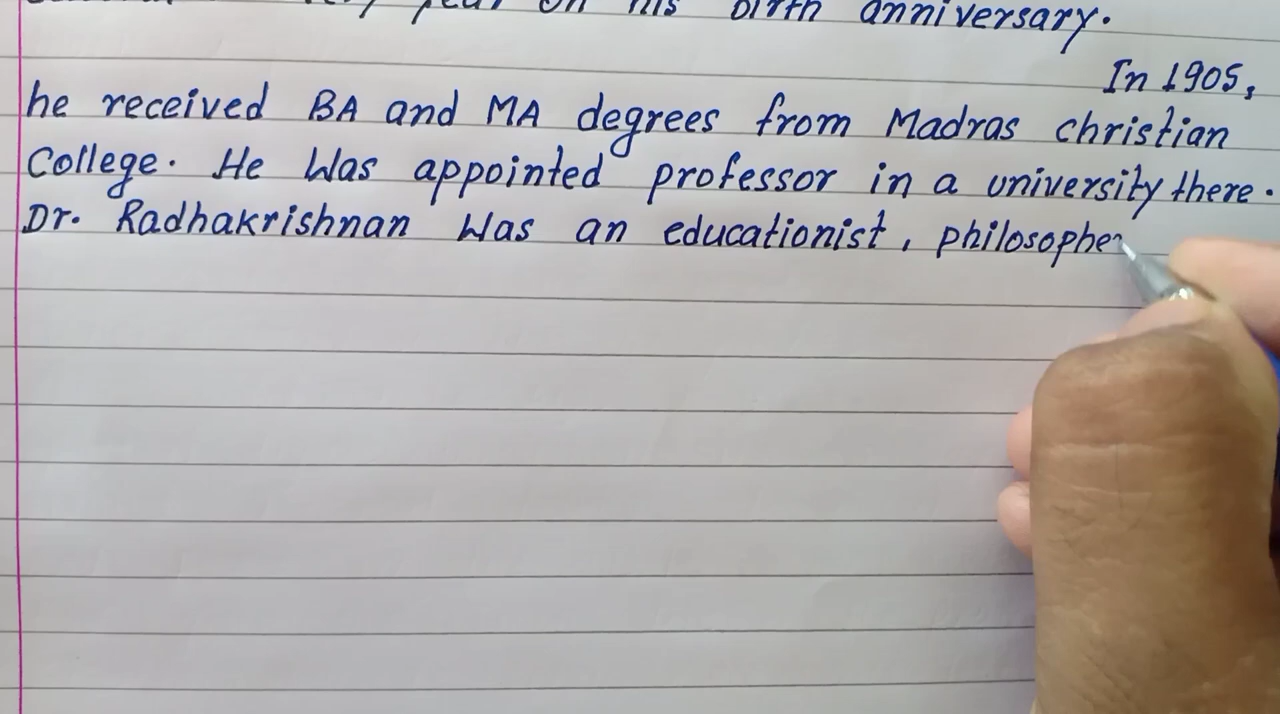 year on his birth anniversary.
In 1905,
he received BA and MA degrees from Madras christian
College. He was appointed professor in a university there.
Dr. Radhakrishnan was an educationist, philosopher